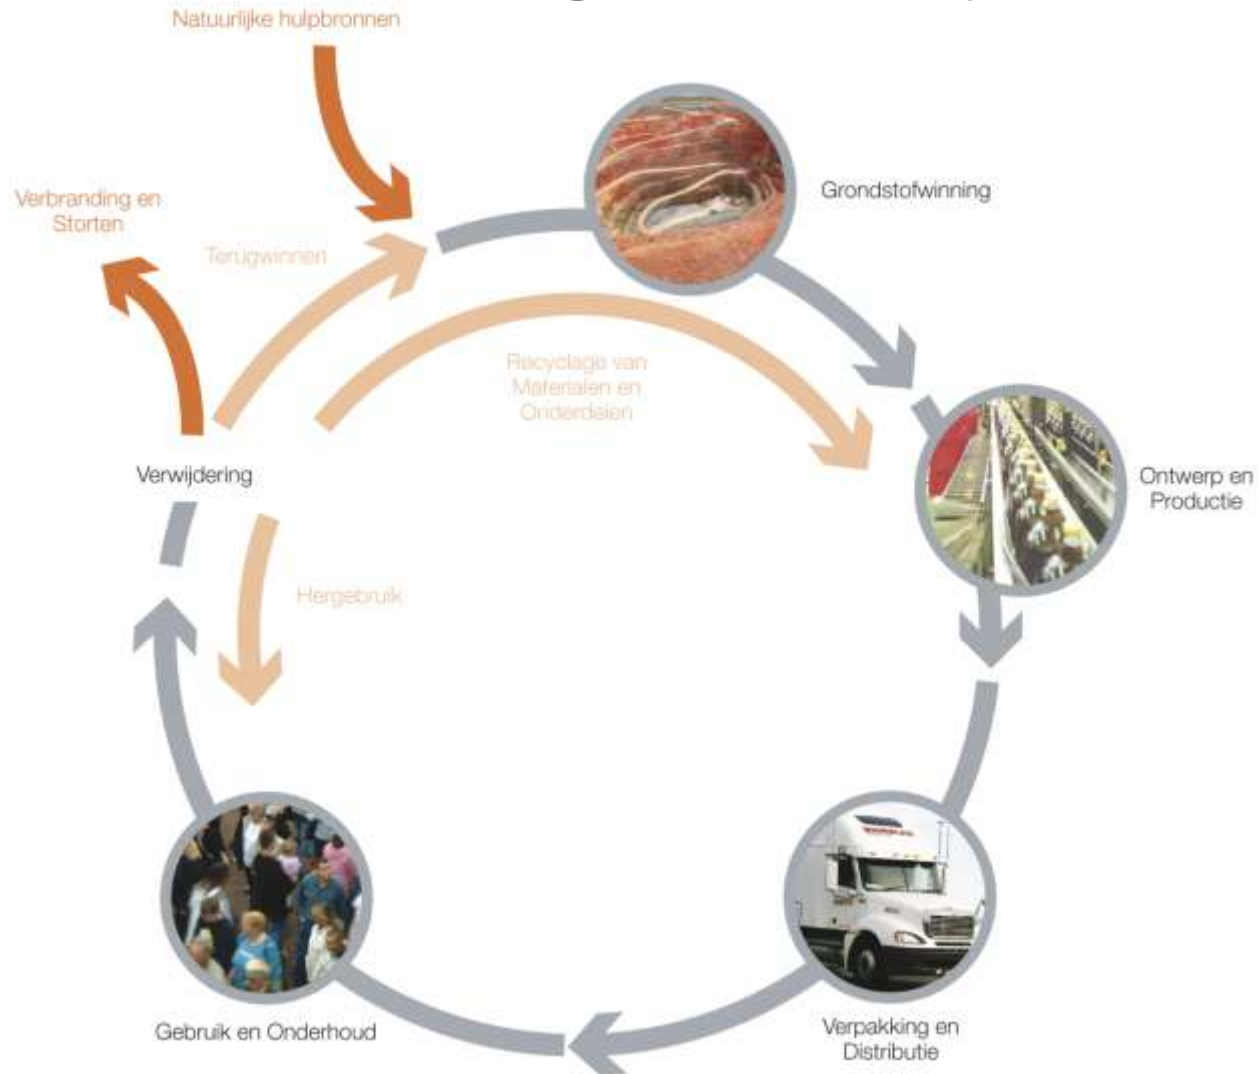 Natuurlijke hulpbronnen
Grondstofwinning
Verbranding en
Storten
Terugwinnen
Recyclage van
Materialen en
Onderdalen
Verwijdering
Ontwerp en
Productie
Hergebruik
Gebruik en Onderhoud
Verpakking en
Distributie